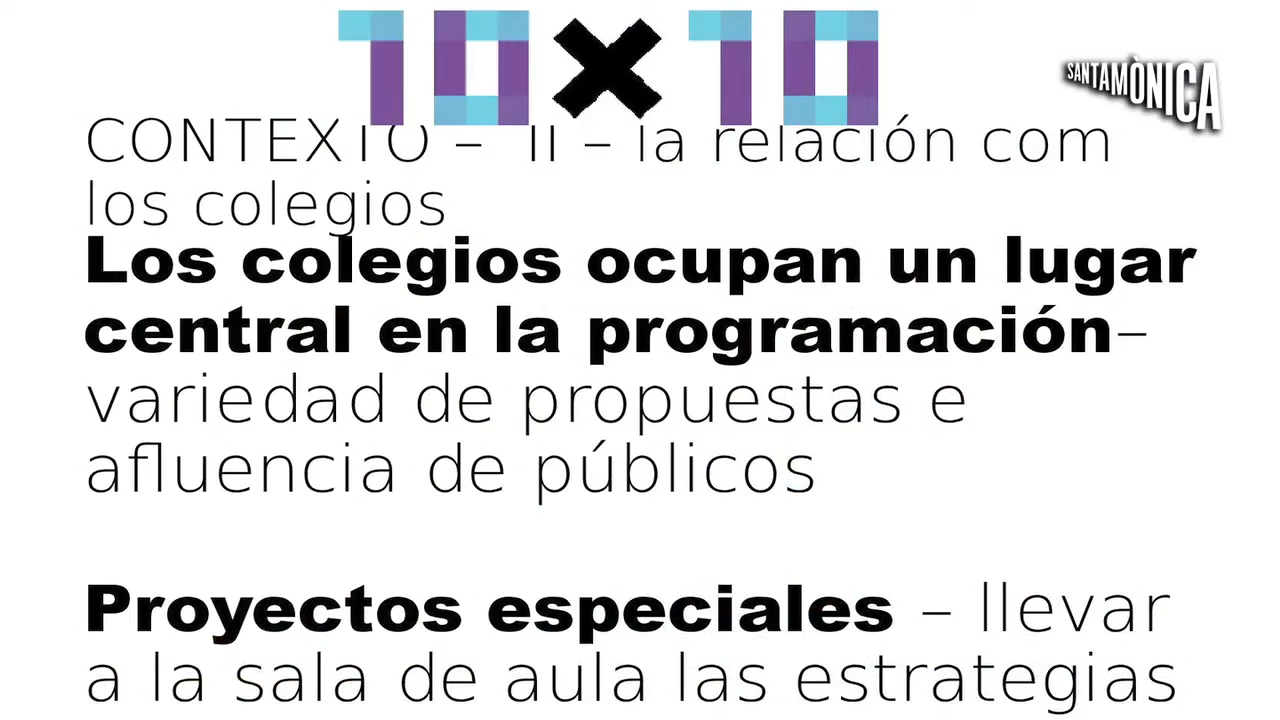 10×10
SANTAMÒNICA
CONTEXTO – II – la relación com
los colegios
Los colegios ocupan un lugar
central en la programación–
variedad de propuestas e
afluencia de públicos
Proyectos especiales – llevar
a la sala de aula las estrategias